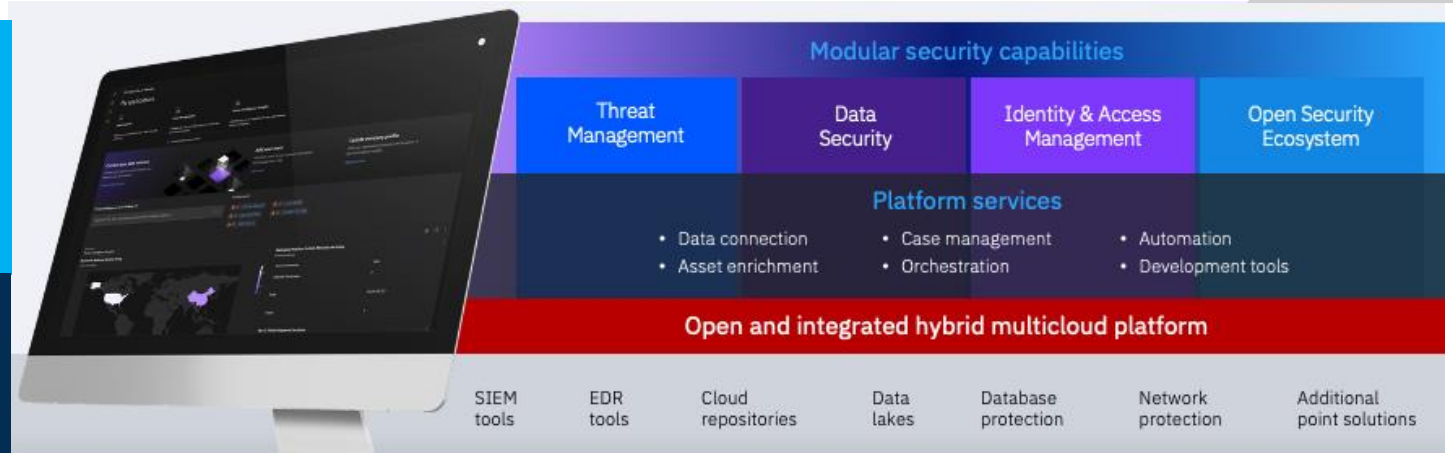 Modular security capabilities
Threat
Management
Data
Security
Identity & Access
Management
Open Security
Ecosystem
Platform services
• Data connection
• Case management
• Automation
• Asset enrichment
• Orchestration
• Development tools
Open and integrated hybrid multicloud platform
SIEM
tools
EDR
tools
Cloud
repositories
Data
lakes
Database
protection
Network
protection
Additional
point solutions